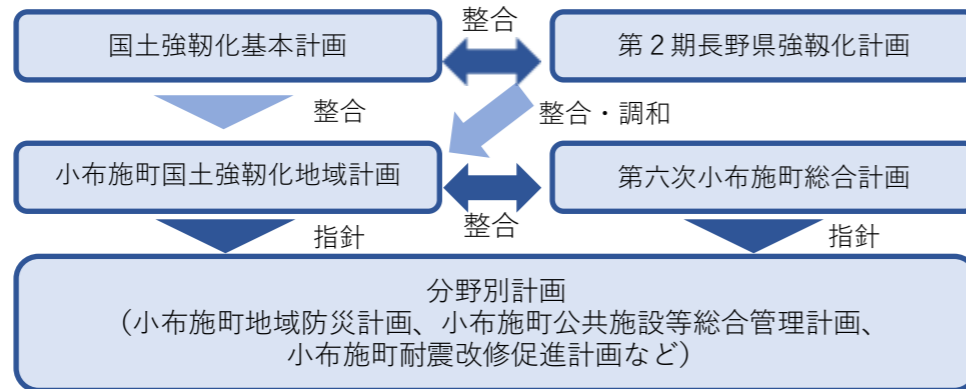 整合
国土強靭化基本計画
第２期長野県強靱化計画
整合
整合・調和
小布施町国土強靭化地域計画
第六次小布施町総合計画
整合
指針
指針
分野別計画
（小布施町地域防災計画、小布施町公共施設等総合管理計画、
小布施町耐震改修促進計画など）